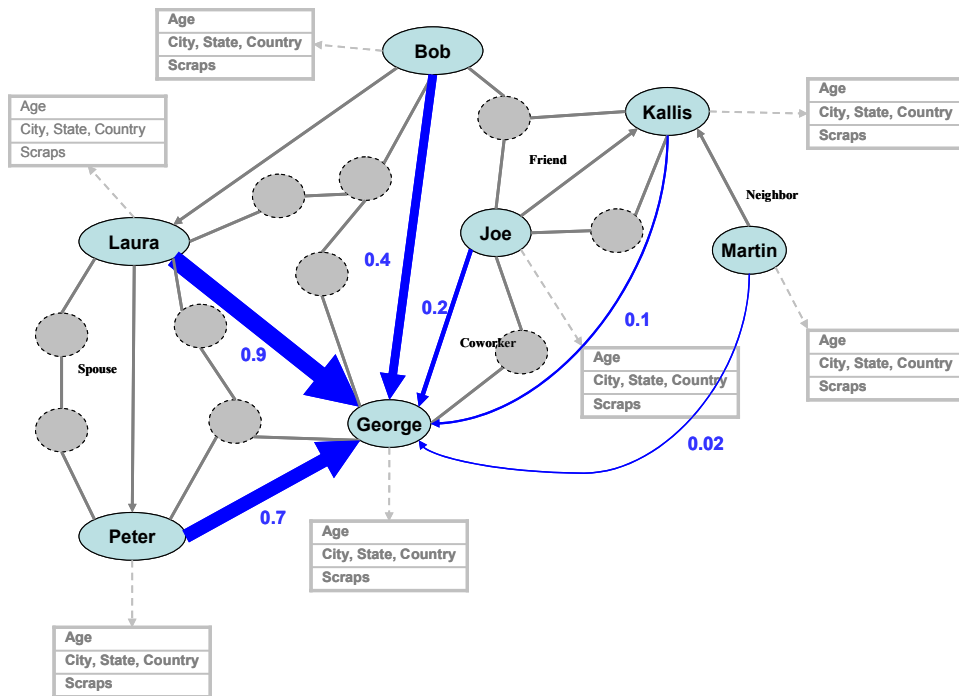 Age
City, State, Country
Scraps
Bob
Age
City, State, Country
Scraps
Kallis
Age
City, State, Country
Scraps
Friend
Neighbor
Laura
Joe
Martin
0.4
0.2
0.1
Age
City, State, Country
Scraps
Coworker
0.9
Spouse
Age
City, State, Country
Scraps
George
0.02
0.7
Peter
Age
City, State, Country
Scraps
Age
City, State, Country
Scraps